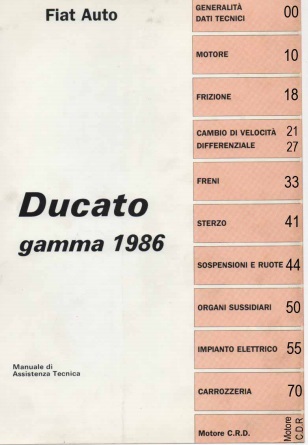 Fiat Auto
Ducato
gamma 1986
Manuale di
Assistenza Tecnica
GENERALITÀ
DATI TECNICI 00
MOTORE 10
FRIZIONE 18
CAMBIO DI VELOCITÀ 21
DIFFERENZIALE 27
FRENI 33
STERZO 41
SOSPENSIONI E RUOTE 44
ORGANI SUSSIDIARI 50
IMPIANTO ELETTRICO 55
CARROZZERIA 70
Motore C.R.D.
Motore
C.D.R